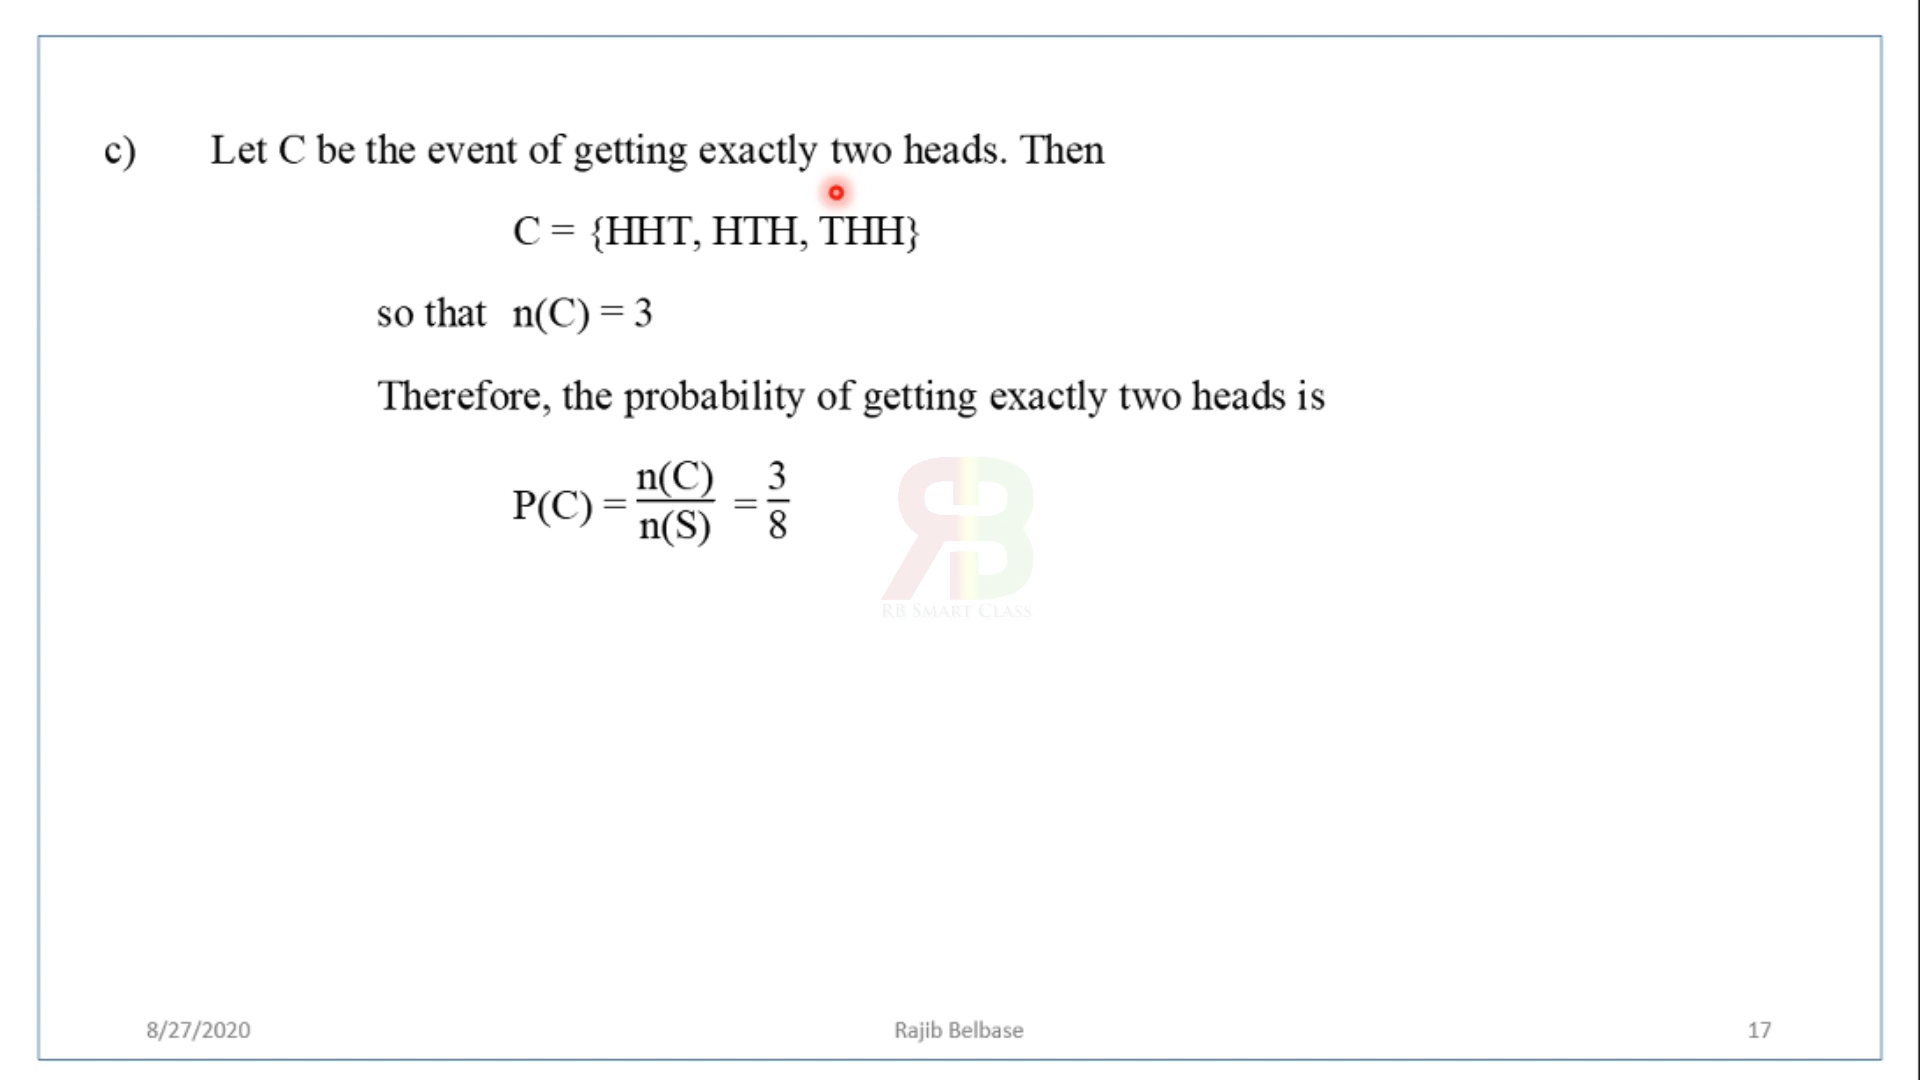 c) Let C be the event of getting exactly two heads. Then
C = {HHT, HTH, THH}
so that n(C) = 3
Therefore, the probability of getting exactly two heads is
P(C) = n(C)/n(S) = 3/8
RB SMART CLASS
8/27/2020 Rajib Belbase 17